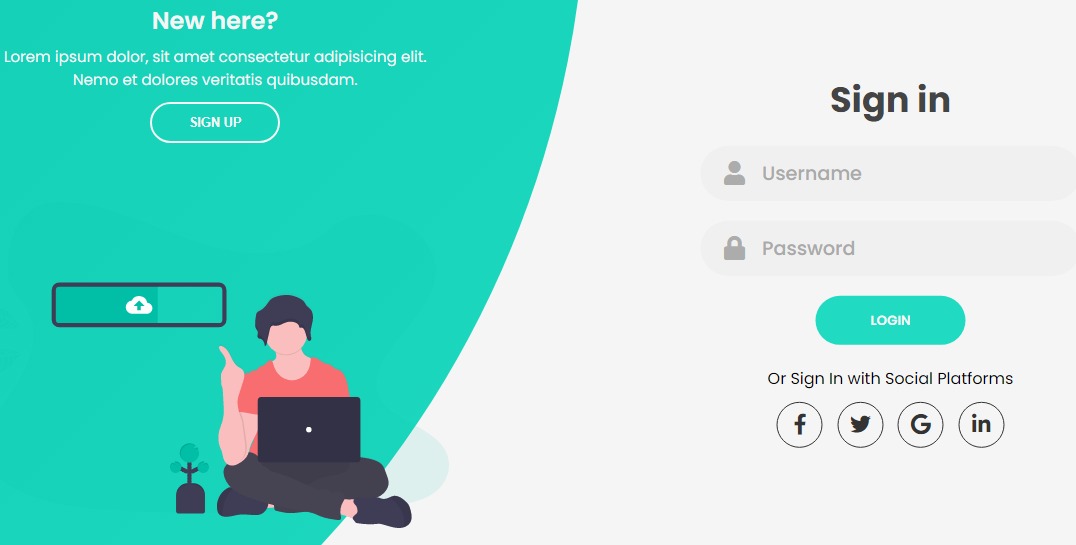 New here?
Lorem ipsum dolor, sit amet consectetur adipisicing elit.
Nemo et dolores veritatis quibusdam.
SIGN UP
Sign in
Username
Password
LOGIN
Or Sign In with Social Platforms